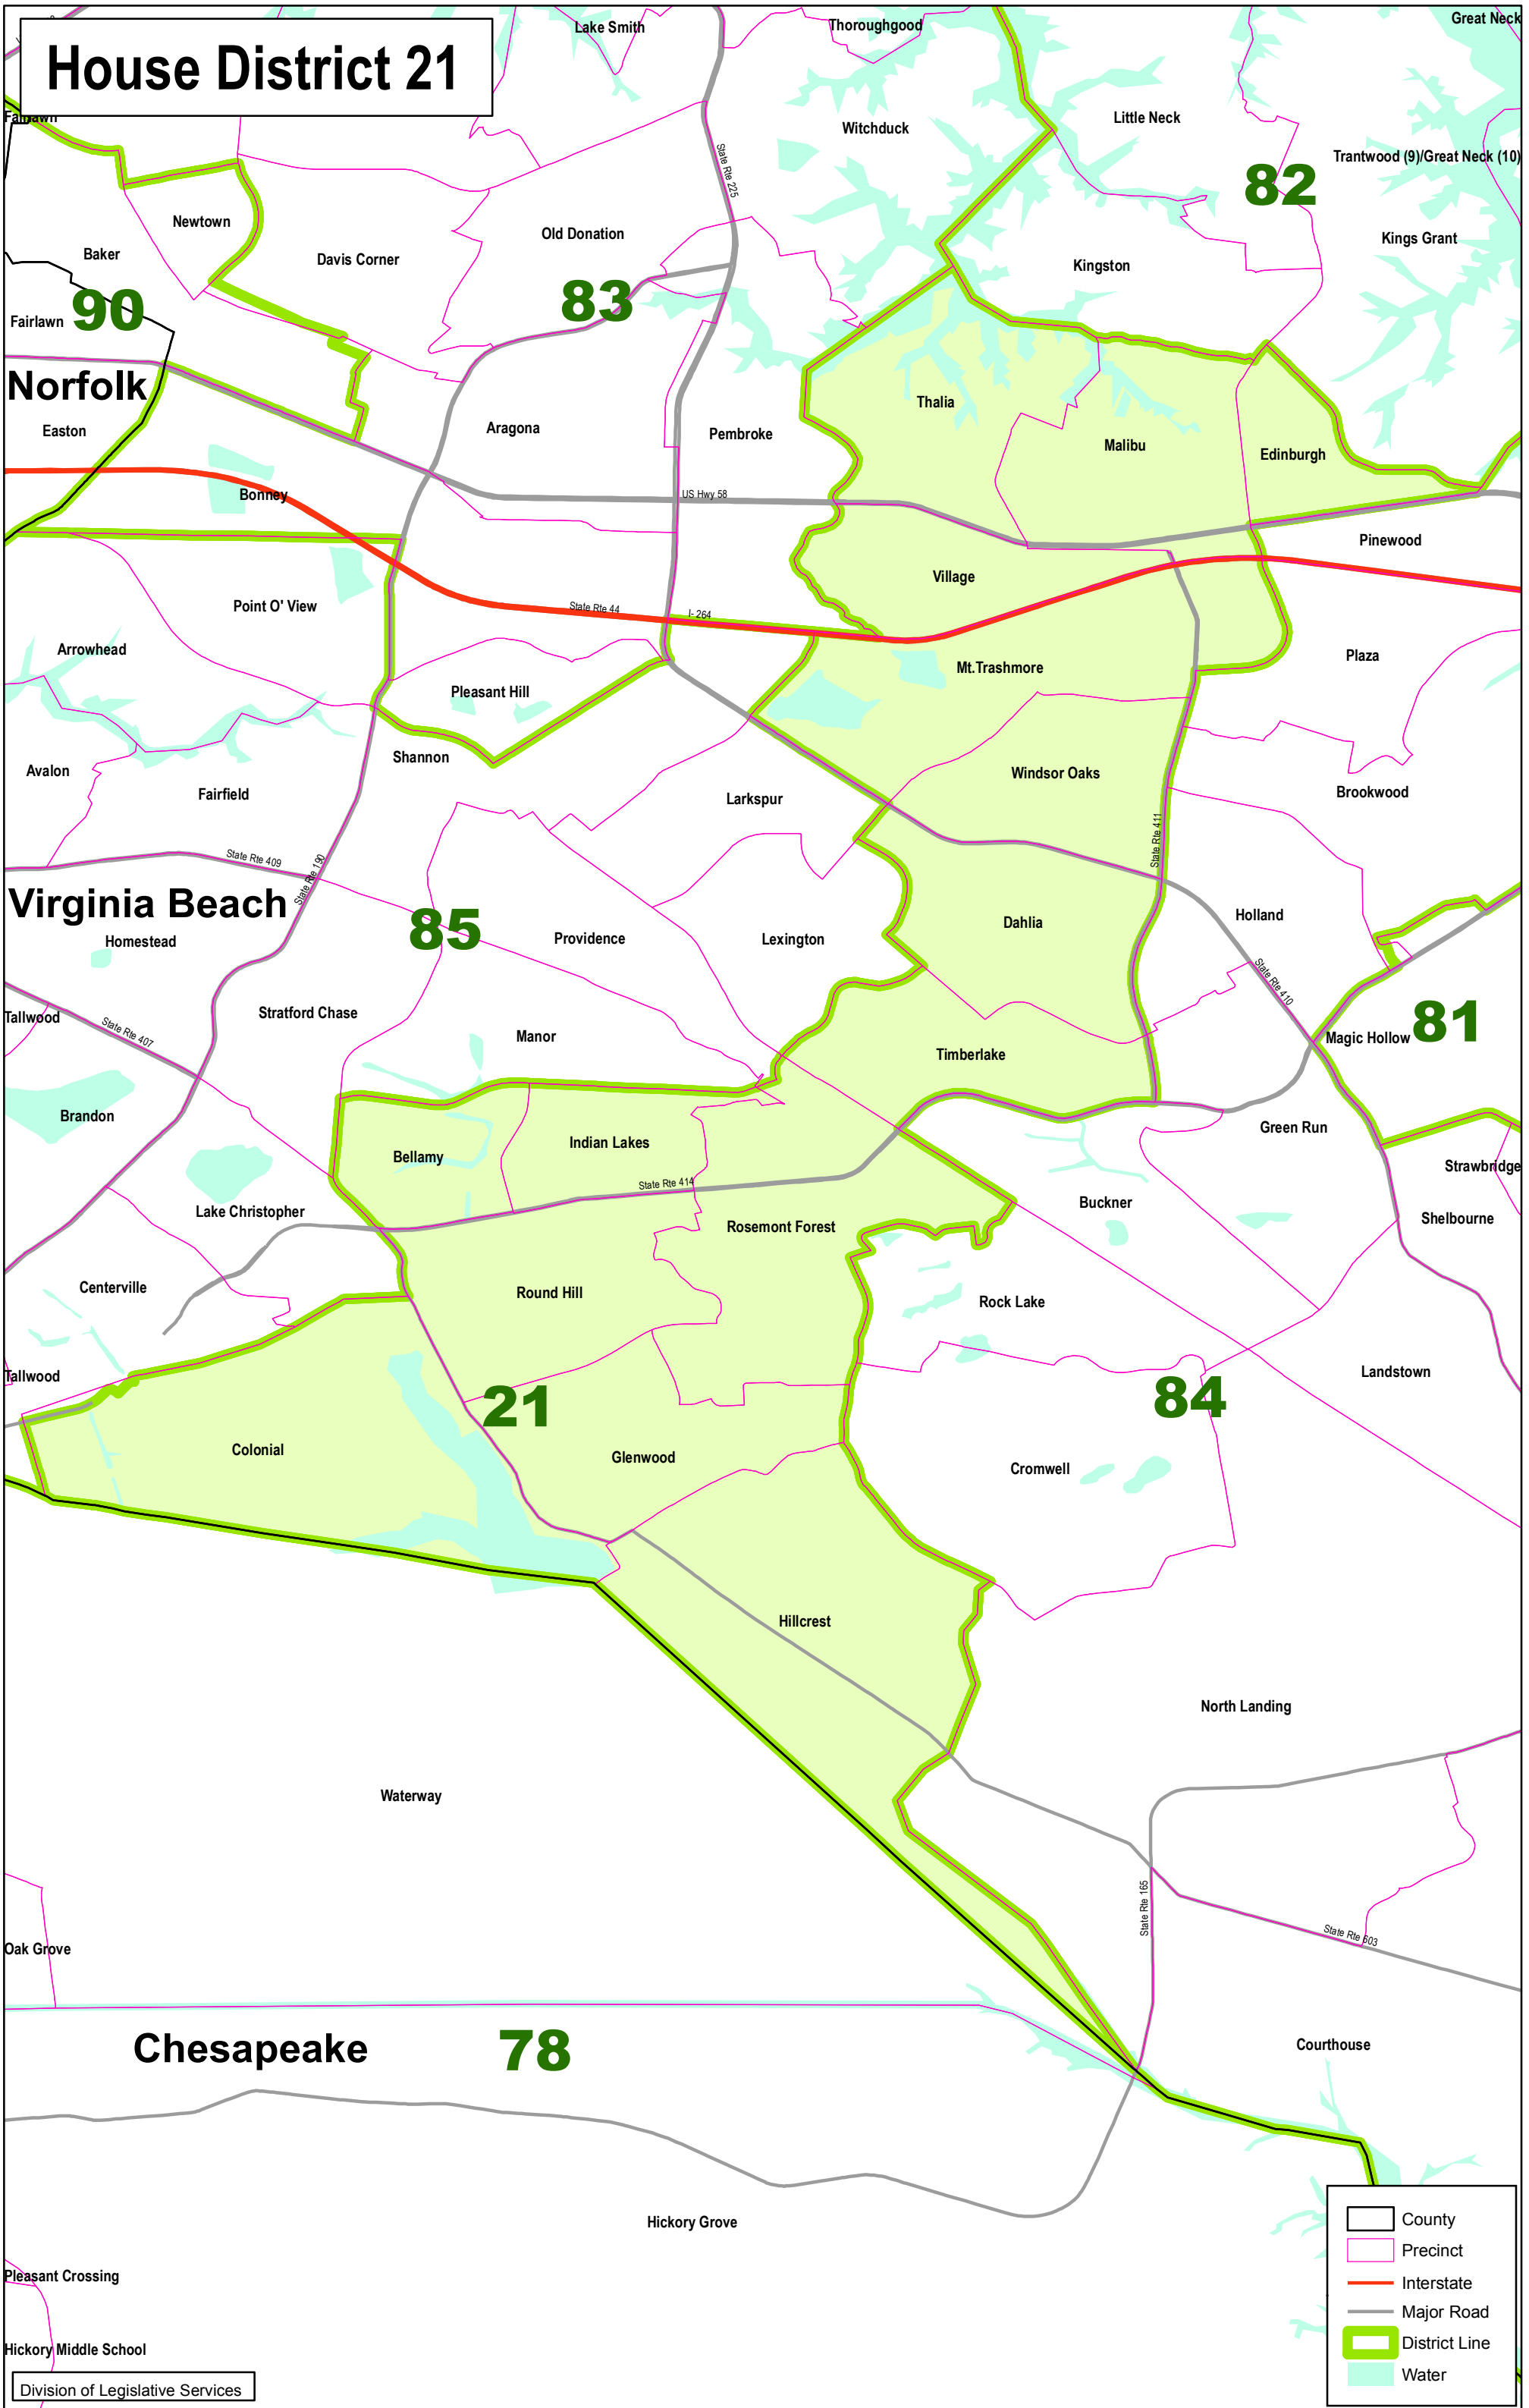 House District 21
Lake Smith
Thoroughgood
Great Neck
Witchduck
Little Neck
82
Trantwood (9)/Great Neck (10)
State Rte 225
Newtown
Old Donation
Kings Grant
Baker
Davis Corner
Kingston
90
83
Fairlawn
Norfolk
Thalia
Easton
Aragona
Pembroke
Malibu
Edinburgh
Bonney
US Hwy 58
Pinewood
Village
Point O' View
State Rte 44
I- 264
Arrowhead
Mt.Trashmore
Plaza
Pleasant Hill
Shannon
Avalon
Windsor Oaks
Fairfield
Larkspur
Brookwood
State Rte 411
State Rte 409
State Rte 190
Virginia Beach
Homestead
85
Providence
Lexington
Dahlia
Holland
State Rte 410
Tallwood
State Rte 407
Stratford Chase
Manor
Timberlake
Magic Hollow
81
Brandon
Bellamy
Indian Lakes
Green Run
State Rte 414
Strawbridge
Lake Christopher
Rosemont Forest
Buckner
Shelbourne
Centerville
Round Hill
Rock Lake
Tallwood
Landstown
21
84
Colonial
Glenwood
Cromwell
Hillcrest
North Landing
Waterway
State Rte 165
State Rte 603
Oak Grove
Chesapeake
78
Courthouse
Hickory Grove
Pleasant Crossing
Hickory Middle School
County
Precinct
Interstate
Major Road
District Line
Water
Division of Legislative Services